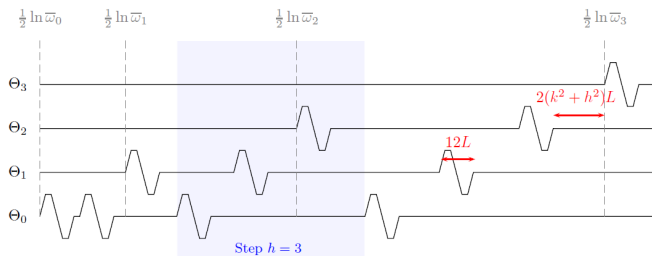 ½ ln ω̅₀ ½ ln ω̅₁ ½ ln ω̅₂ ½ ln ω̅₃
Θ₃
2(k² + h²)L
Θ₂
12L
Θ₁
Θ₀
Step h = 3